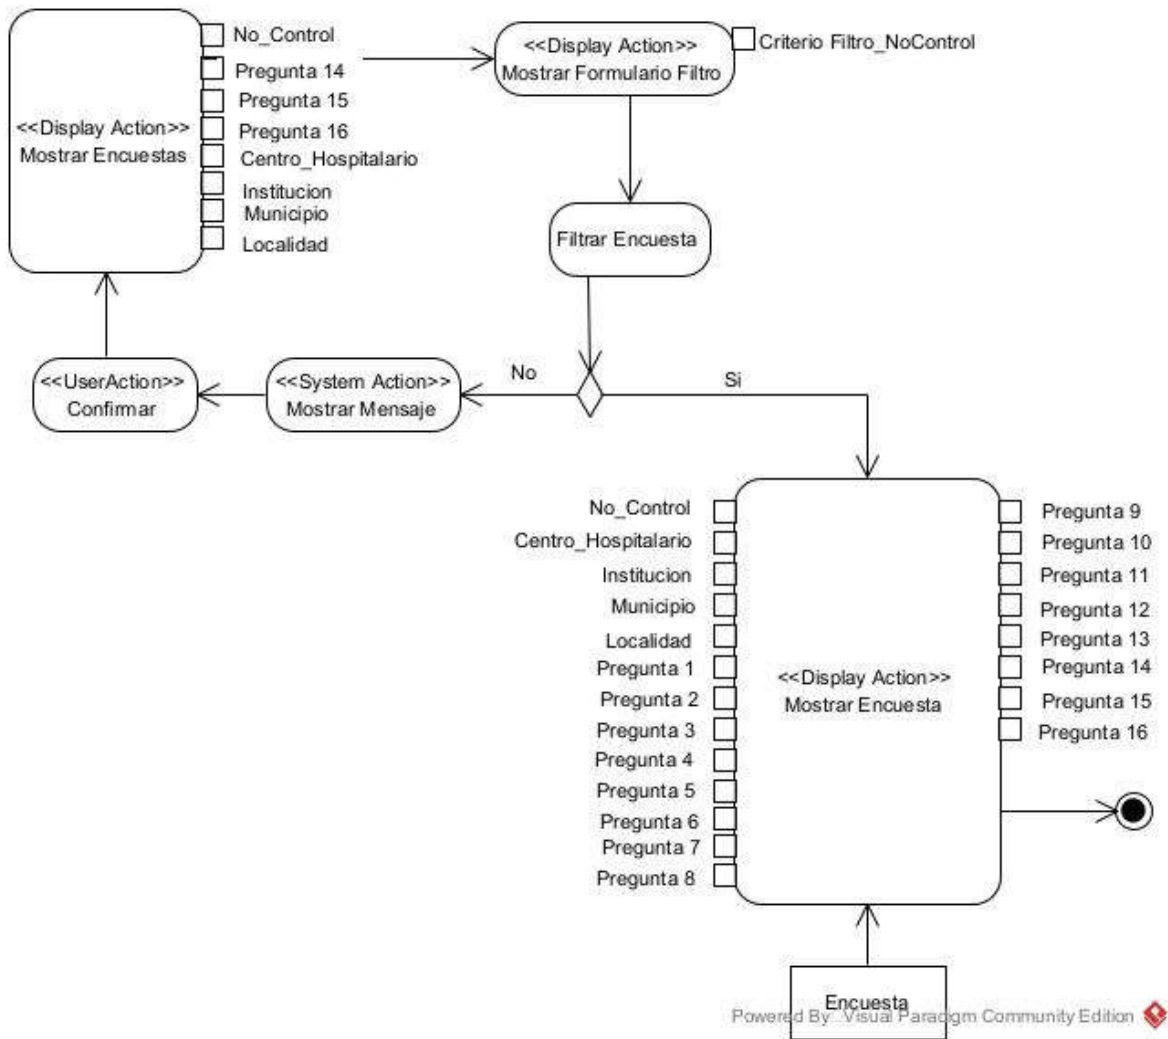 <<Display Action>>
Mostrar Encuestas
No_Control
Pregunta 14
Pregunta 15
Pregunta 16
Centro_Hospitalario
Institucion
Municipio
Localidad
<<Display Action>>
Mostrar Formulario Filtro
Criterio Filtro_NoControl
Filtrar Encuesta
<<UserAction>>
Confirmar
<<System Action>>
Mostrar Mensaje
No
Si
No_Control
Centro_Hospitalario
Institucion
Municipio
Localidad
Pregunta 1
Pregunta 2
Pregunta 3
Pregunta 4
Pregunta 5
Pregunta 6
Pregunta 7
Pregunta 8
<<Display Action>>
Mostrar Encuesta
Pregunta 9
Pregunta 10
Pregunta 11
Pregunta 12
Pregunta 13
Pregunta 14
Pregunta 15
Pregunta 16
Encuesta
Powered By Visual Paradigm Community Edition